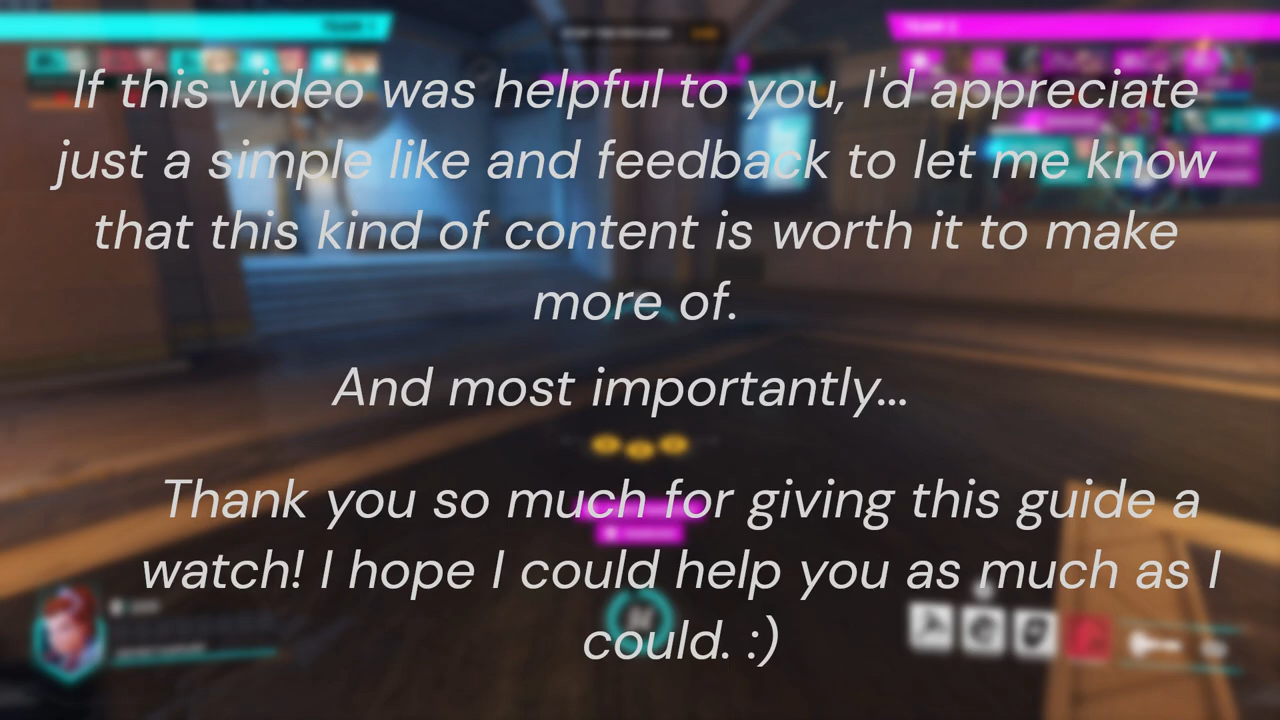 If this video was helpful to you, I'd appreciate
just a simple like and feedback to let me know
that this kind of content is worth it to make
more of.
And most importantly...
Thank you so much for giving this guide a
watch! I hope I could help you as much as I
could. :)